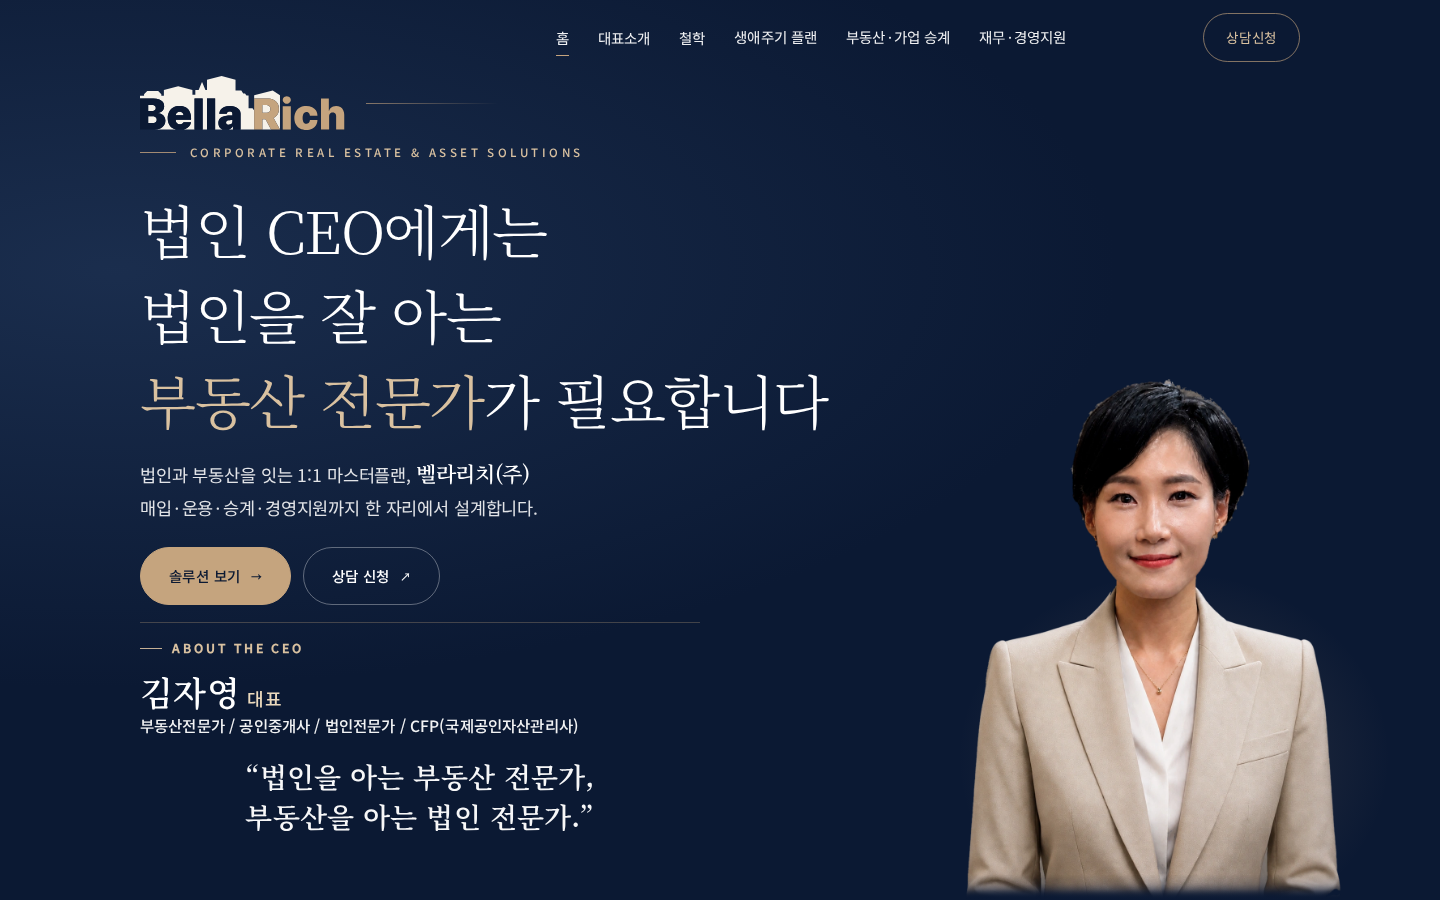 홈 대표소개 철학 생애주기 플랜 부동산·가업 승계 재무·경영지원 상담신청
Bella Rich
CORPORATE REAL ESTATE & ASSET SOLUTIONS
법인 CEO에게는
법인을 잘 아는
부동산 전문가가 필요합니다
법인과 부동산을 잇는 1:1 마스터플랜, 벨라리치(주)
매입·운용·승계·경영지원까지 한 자리에서 설계합니다.
솔루션 보기 → 상담 신청 ↗
ABOUT THE CEO
김자영 대표
부동산전문가 / 공인중개사 / 법인전문가 / CFP(국제공인자산관리사)
“법인을 아는 부동산 전문가,
부동산을 아는 법인 전문가.”